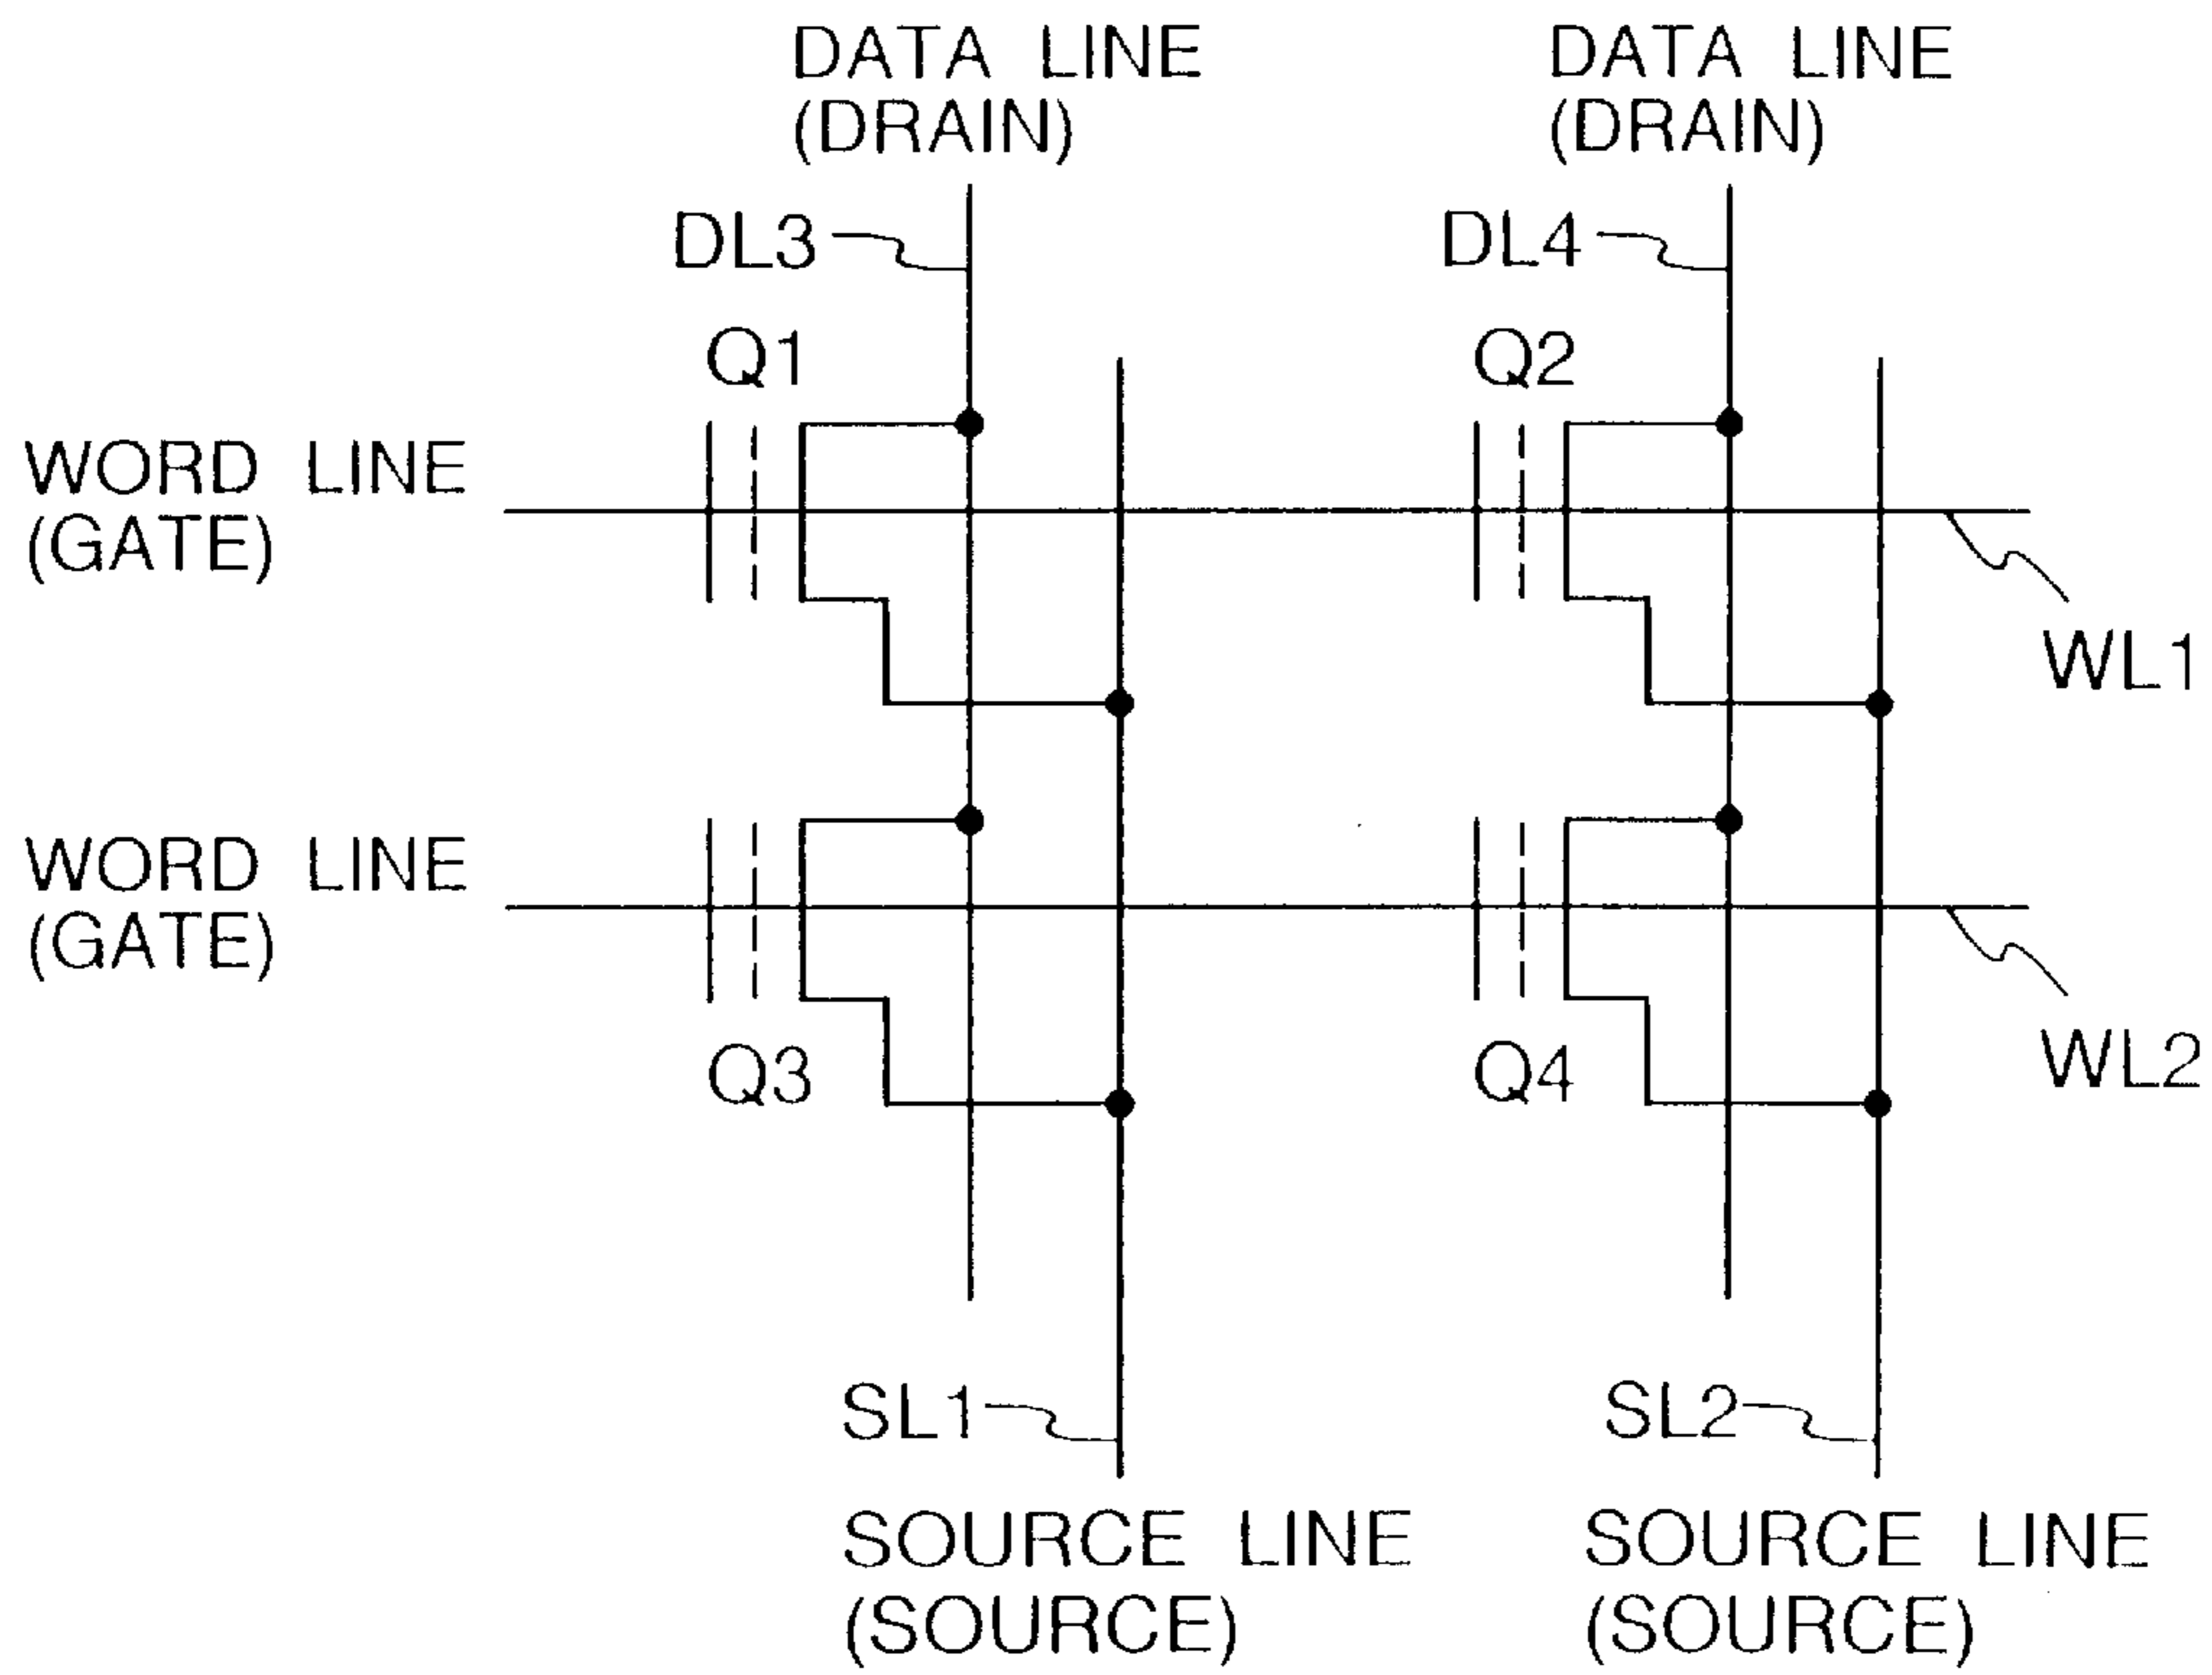 DATA LINE
(DRAIN)
DATA LINE
(DRAIN)
DL3
DL4
Q1
Q2
WORD LINE
(GATE)
WL1
WORD LINE
(GATE)
Q3
Q4
WL2
SL1
SL2
SOURCE LINE
(SOURCE)
SOURCE LINE
(SOURCE)